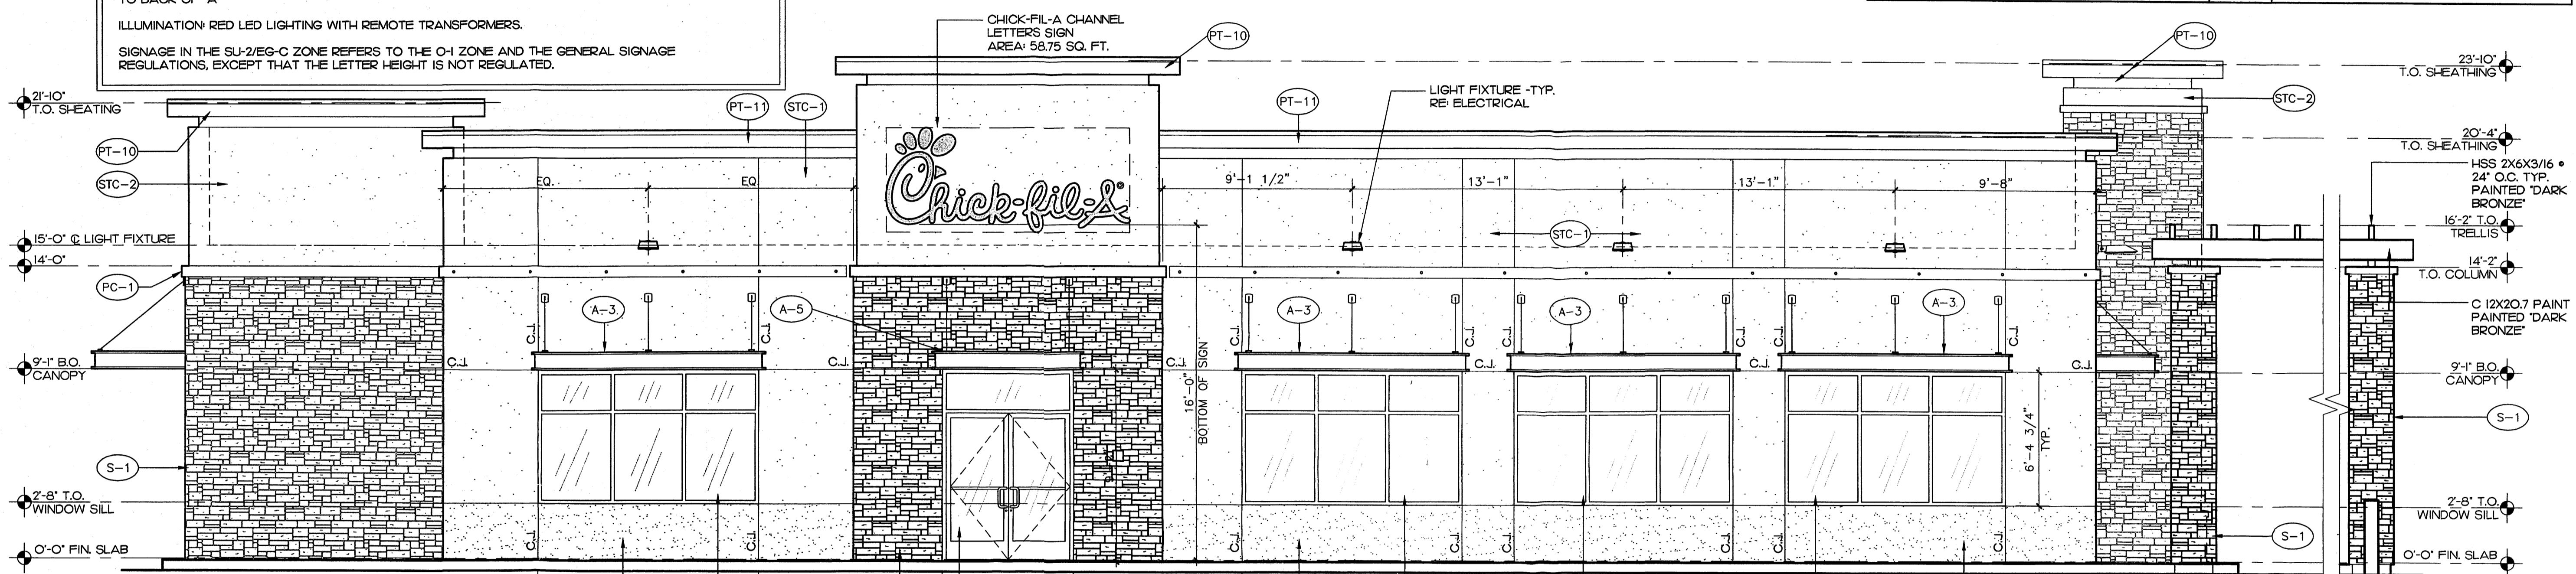 TO BACK OF "A"
ILLUMINATION: RED LED LIGHTING WITH REMOTE TRANSFORMERS.
SIGNAGE IN THE SU-2/EG-C ZONE REFERS TO THE O-1 ZONE AND THE GENERAL SIGNAGE
REGULATIONS, EXCEPT THAT THE LETTER HEIGHT IS NOT REGULATED.
CHICK-FIL-A CHANNEL
LETTERS SIGN
AREA: 58.75 SQ. FT.
PT-10
PT-10
23'-10"
T.O. SHEATHING
21'-10"
T.O. SHEATING
PT-11
STC-1
PT-11
LIGHT FIXTURE -TYP.
RE: ELECTRICAL
STC-2
PT-10
20'-4"
T.O. SHEATHING
STC-2
EQ.
EQ.
Chick-fil-A
9'-1 1/2"
13'-1"
13'-1"
9'-8"
HSS 2X6X3/16 @
24" O.C. TYP.
PAINTED "DARK
BRONZE"
15'-0" ℄ LIGHT FIXTURE
STC-1
16'-2" T.O.
TRELLIS
14'-0"
14'-2"
T.O. COLUMN
PC-1
A-3
A-5
A-3
A-3
A-3
C 12X20.7 PAINT
PAINTED "DARK
BRONZE"
C.J.
C.J.
C.J.
C.J.
C.J.
C.J.
C.J.
C.J.
9'-1" B.O.
CANOPY
C.J.
C.J.
C.J.
C.J.
C.J.
C.J.
9'-1" B.O.
CANOPY
16'-0"
BOTTOM OF SIGN
6'-4 3/4"
TYP.
S-1
S-1
2'-8" T.O.
WINDOW SILL
2'-8" T.O.
WINDOW SILL
C.J.
C.J.
C.J.
C.J.
C.J.
C.J.
C.J.
C.J.
S-1
0'-0" FIN. SLAB
0'-0" FIN. SLAB